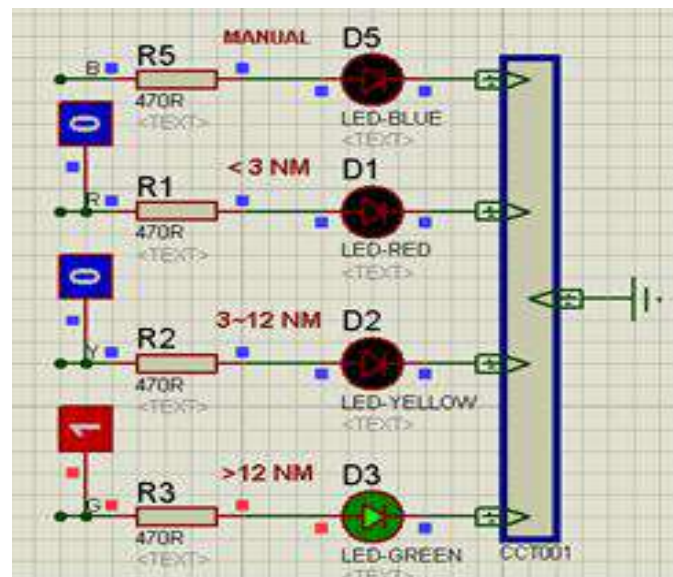 MANUAL D5
B R5
470R
<TEXT>
LED-BLUE
<TEXT>
0
< 3 NM D1
R R1
470R
<TEXT>
LED-RED
<TEXT>
0
3~12 NM D2
Y R2
470R
<TEXT>
LED-YELLOW
<TEXT>
1
>12 NM D3
G R3
470R
<TEXT>
LED-GREEN
<TEXT>
CCT001